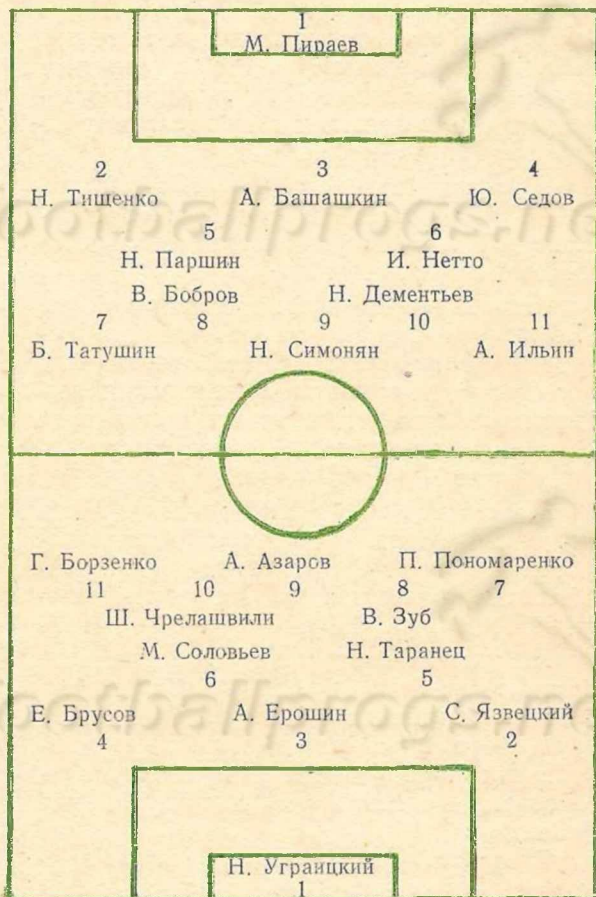 1
М. Пираев
2 3 4
Н. Тищенко А. Башашкин Ю. Седов
5 6
Н. Паршин И. Нетто
В. Бобров Н. Дементьев
7 8 9 10 11
Б. Татушин Н. Симонян А. Ильин
Г. Борзенко А. Азаров П. Пономаренко
11 10 9 8 7
Ш. Чрелашвили В. Зуб
М. Соловьев Н. Таранец
6 5
Е. Брусов А. Ерошин С. Язвецкий
4 3 2
Н. Уграицкий
1